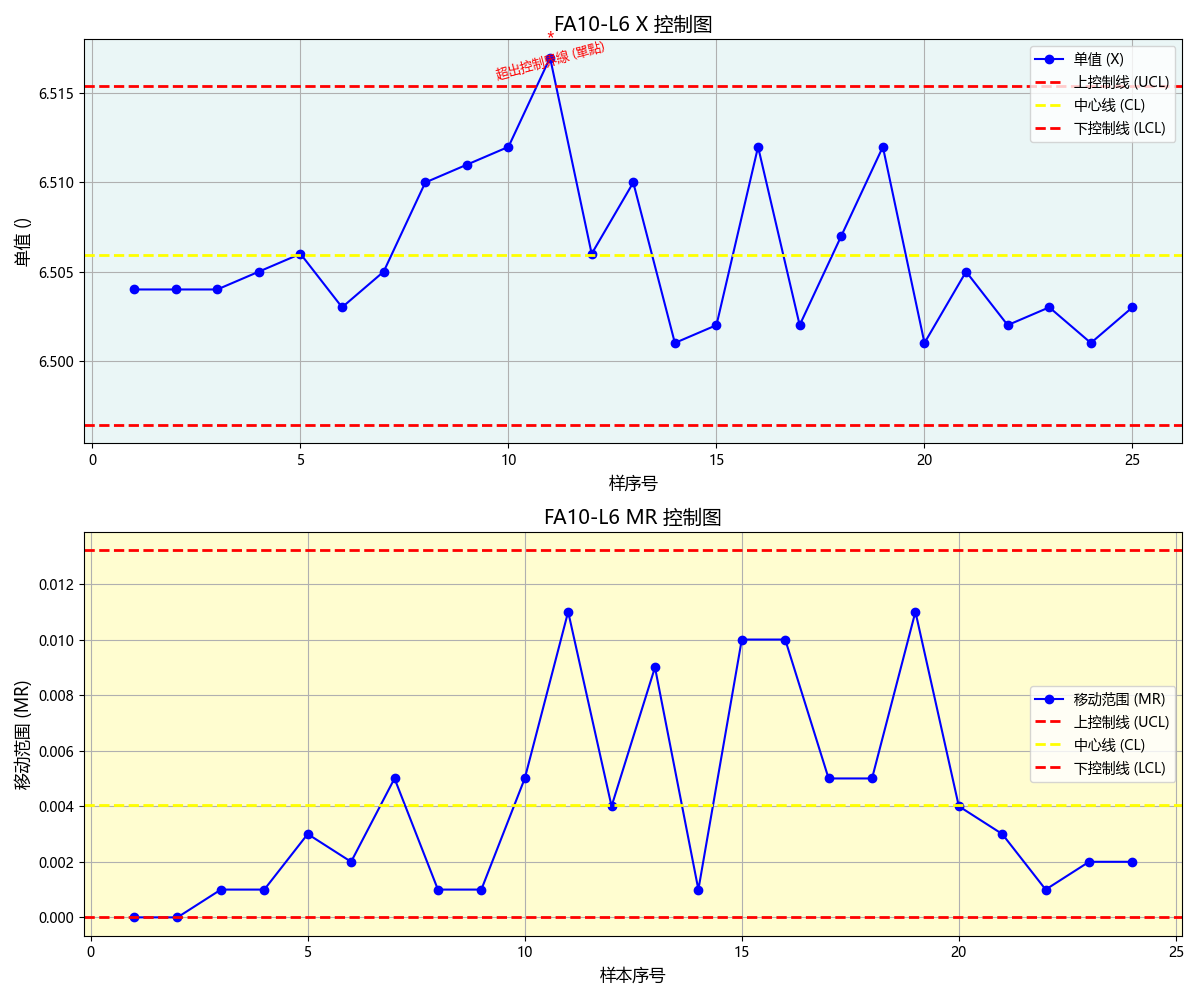 FA10-L6 X 控制图
*
超出控制界線 (單點)
单值 (X)
上控制线 (UCL)
中心线 (CL)
下控制线 (LCL)
单值 ()
6.515
6.510
6.505
6.500
0 5 10 15 20 25
样序号
FA10-L6 MR 控制图
移动范围 (MR)
0.012
0.010
0.008
0.006
0.004
0.002
0.000
移动范围 (MR)
上控制线 (UCL)
中心线 (CL)
下控制线 (LCL)
0 5 10 15 20 25
样本序号